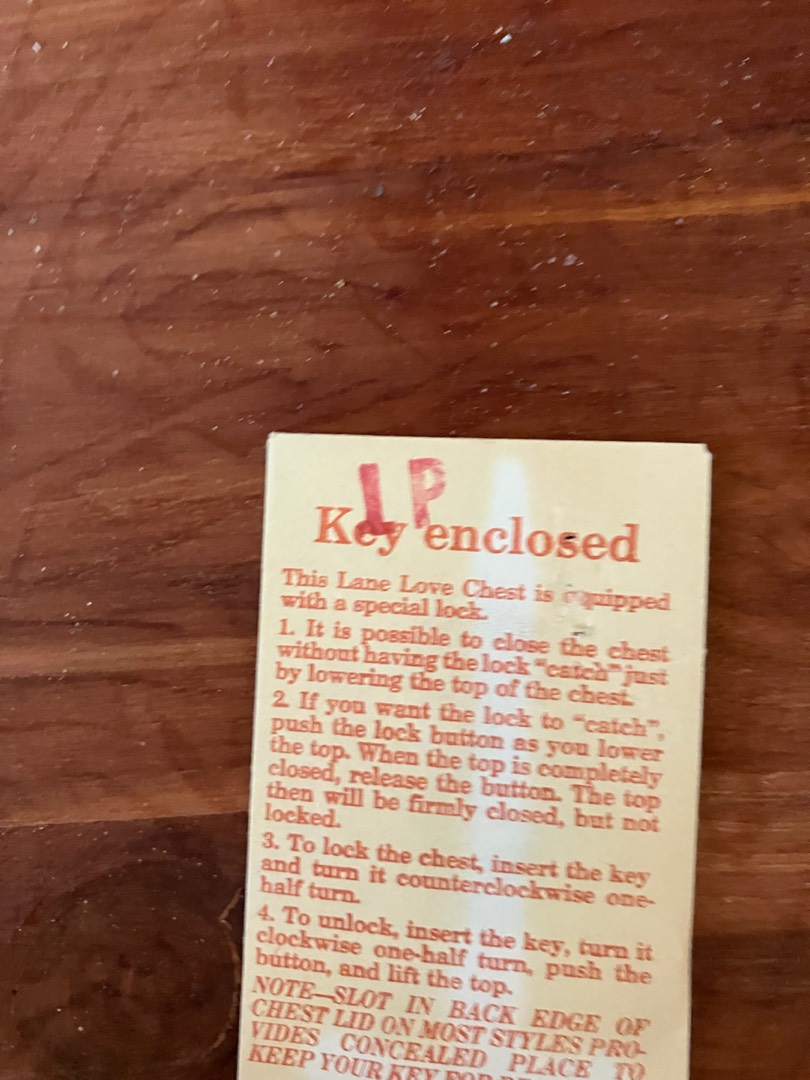 LP
Key enclosed
This Lane Love Chest is equipped
with a special lock.
1. It is possible to close the chest
without having the lock “catch” just
by lowering the top of the chest.
2. If you want the lock to “catch”,
push the lock button as you lower
the top. When the top is completely
closed, release the button. The top
then will be firmly closed, but not
locked.
3. To lock the chest, insert the key
and turn it counterclockwise one-
half turn.
4. To unlock, insert the key, turn it
clockwise one-half turn, push the
button, and lift the top.
NOTE—SLOT IN BACK EDGE OF
CHEST LID ON MOST STYLES PRO-
VIDES CONCEALED PLACE TO
KEEP YOUR KEY FOR